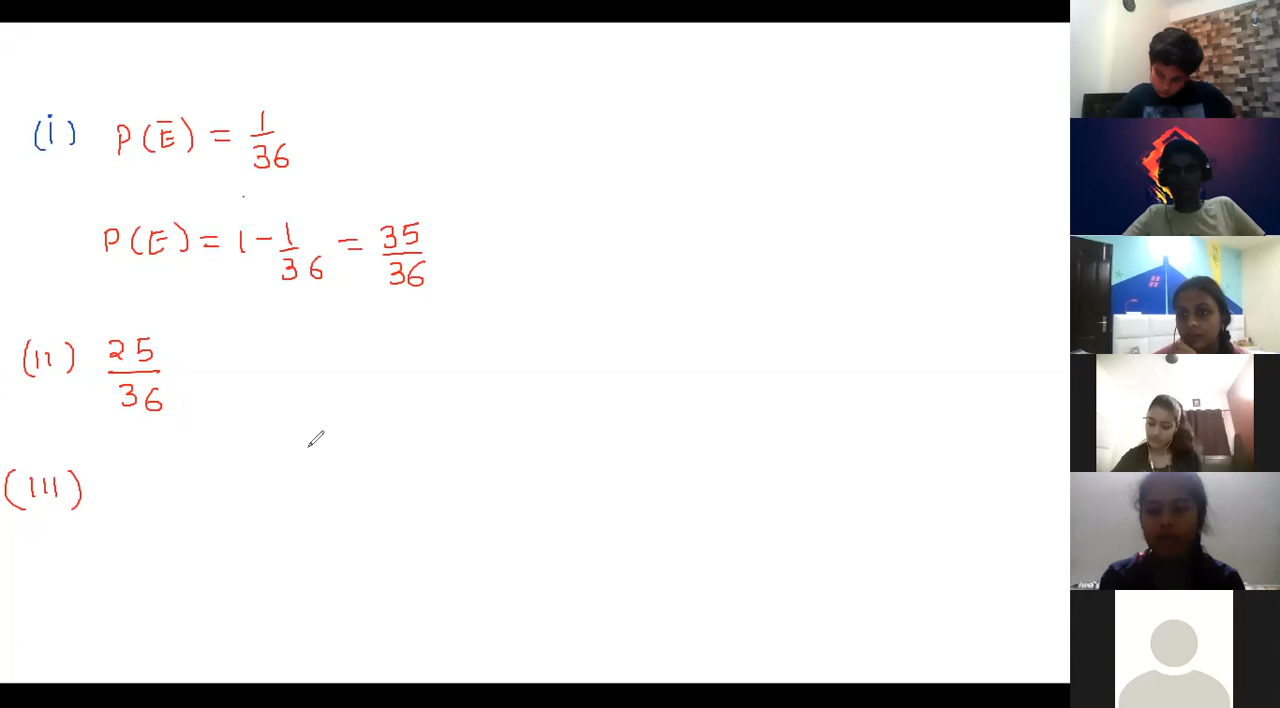 (i) P(Ē) = 1/36
P(E) = 1 - 1/36 = 35/36
(ii) 25/36
(iii)